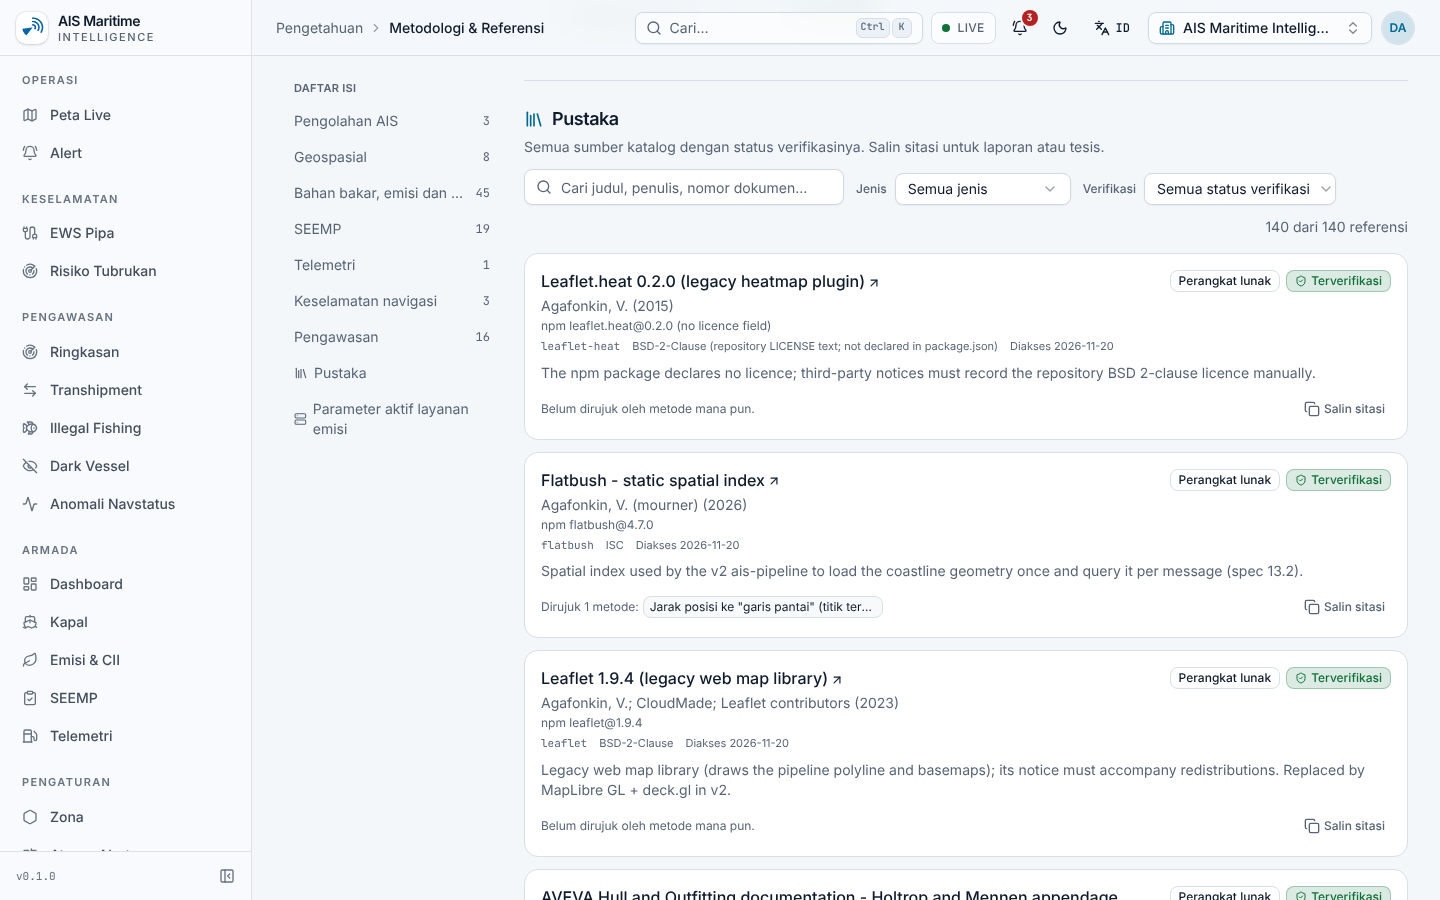 AIS Maritime
INTELLIGENCE
Pengetahuan > Metodologi & Referensi
Cari...
Ctrl K
LIVE
3
ID
AIS Maritime Intellig...
DA
OPERASI
Peta Live
Alert
KESELAMATAN
EWS Pipa
Risiko Tubrukan
PENGAWASAN
Ringkasan
Transhipment
Illegal Fishing
Dark Vessel
Anomali Navstatus
ARMADA
Dashboard
Kapal
Emisi & CII
SEEMP
Telemetri
PENGATURAN
Zona
v0.1.0
DAFTAR ISI
Pengolahan AIS 3
Geospasial 8
Bahan bakar, emisi dan ... 45
SEEMP 19
Telemetri 1
Keselamatan navigasi 3
Pengawasan 16
Pustaka
Parameter aktif layanan
emisi
Pustaka
Semua sumber katalog dengan status verifikasinya. Salin sitasi untuk laporan atau tesis.
Cari judul, penulis, nomor dokumen...
Jenis
Semua jenis
Verifikasi
Semua status verifikasi
140 dari 140 referensi
Leaflet.heat 0.2.0 (legacy heatmap plugin)
Perangkat lunak
Terverifikasi
Agafonkin, V. (2015)
npm leaflet.heat@0.2.0 (no licence field)
leaflet-heat BSD-2-Clause (repository LICENSE text; not declared in package.json) Diakses 2026-11-20
The npm package declares no licence; third-party notices must record the repository BSD 2-clause licence manually.
Belum dirujuk oleh metode mana pun.
Salin sitasi
Flatbush - static spatial index
Perangkat lunak
Terverifikasi
Agafonkin, V. (mourner) (2026)
npm flatbush@4.7.0
flatbush ISC Diakses 2026-11-20
Spatial index used by the v2 ais-pipeline to load the coastline geometry once and query it per message (spec 13.2).
Dirujuk 1 metode: Jarak posisi ke "garis pantai" (titik ter...
Salin sitasi
Leaflet 1.9.4 (legacy web map library)
Perangkat lunak
Terverifikasi
Agafonkin, V.; CloudMade; Leaflet contributors (2023)
npm leaflet@1.9.4
leaflet BSD-2-Clause Diakses 2026-11-20
Legacy web map library (draws the pipeline polyline and basemaps); its notice must accompany redistributions. Replaced by
MapLibre GL + deck.gl in v2.
Belum dirujuk oleh metode mana pun.
Salin sitasi
AVEVA Hull and Outfitting documentation - Holtrop and Mennen appendage
Perangkat lunak
Terverifikasi